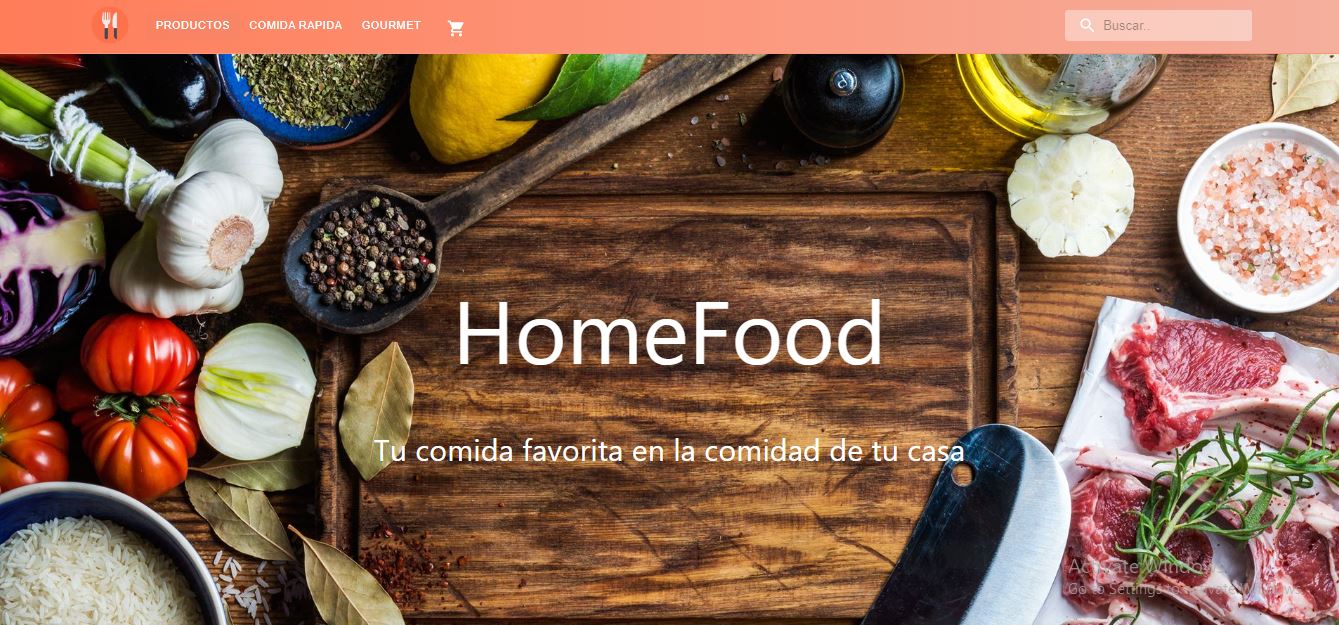 PRODUCTOS COMIDA RAPIDA GOURMET Buscar..
HomeFood
Tu comida favorita en la comidad de tu casa
Activate Windows
Go to Settings to activate Windows.